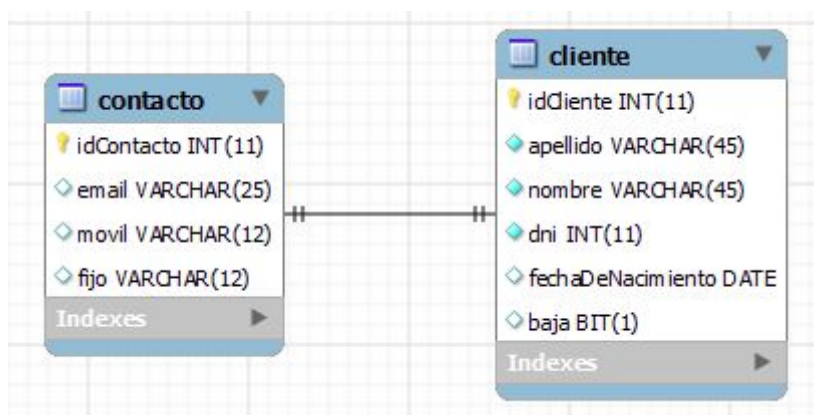 contacto
idContacto INT(11)
email VARCHAR(25)
movil VARCHAR(12)
fijo VARCHAR(12)
Indexes
cliente
idCliente INT(11)
apellido VARCHAR(45)
nombre VARCHAR(45)
dni INT(11)
fechaDeNacimiento DATE
baja BIT(1)
Indexes